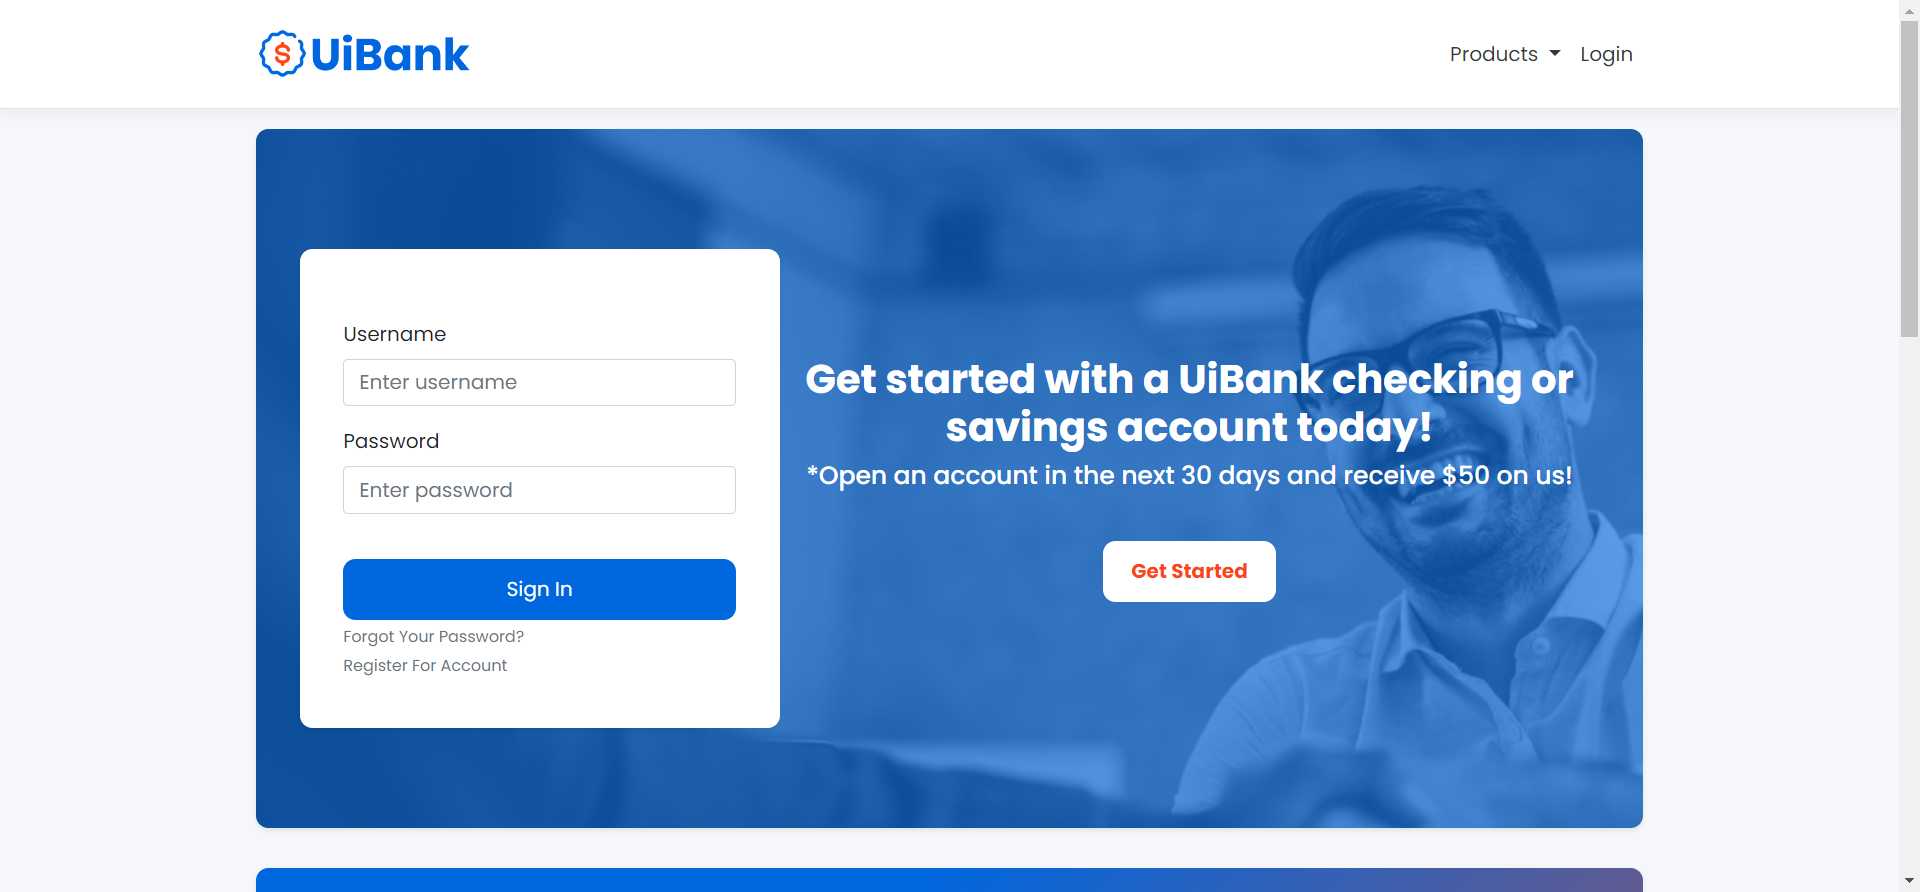 UiBank
Products
Login
Username
Enter username
Password
Enter password
Sign In
Forgot Your Password?
Register For Account
Get started with a UiBank checking or
savings account today!
*Open an account in the next 30 days and receive $50 on us!
Get Started